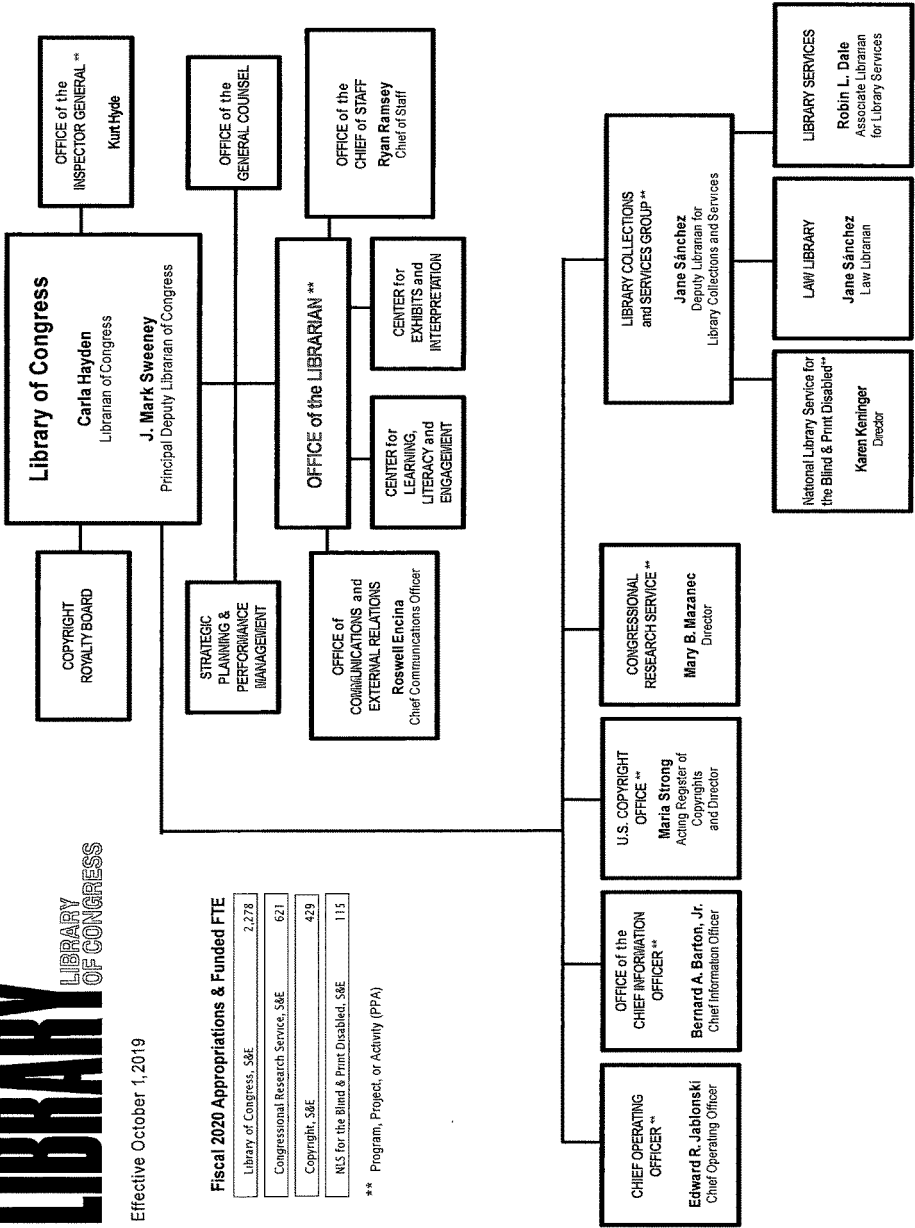 LIBRARY
LIBRARY
OF CONGRESS
Effective October 1, 2019
Fiscal 2020 Appropriations & Funded FTE
Library of Congress, S&E 2,278
Congressional Research Service, S&E 621
Copyright, S&E 429
NLS for the Blind & Print Disabled, S&E 115
** Program, Project, or Activity (PPA)
COPYRIGHT
ROYALTY BOARD
Library of Congress
Carla Hayden
Librarian of Congress
J. Mark Sweeney
Principal Deputy Librarian of Congress
OFFICE of the
INSPECTOR GENERAL **
Kurt Hyde
STRATEGIC
PLANNING &
PERFORMANCE
MANAGEMENT
OFFICE of the
GENERAL COUNSEL
OFFICE of
COMMUNICATIONS and
EXTERNAL RELATIONS
Roswell Encina
Chief Communications Officer
OFFICE of the LIBRARIAN **
CENTER for
LEARNING,
LITERACY and
ENGAGEMENT
CENTER for
EXHIBITS and
INTERPRETATION
OFFICE of the
CHIEF of STAFF
Ryan Ramsey
Chief of Staff
CHIEF OPERATING
OFFICER **
Edward R. Jablonski
Chief Operating Officer
OFFICE of the
CHIEF INFORMATION
OFFICER **
Bernard A. Barton, Jr.
Chief Information Officer
U.S. COPYRIGHT
OFFICE **
Maria Strong
Acting Register of
Copyrights
and Director
CONGRESSIONAL
RESEARCH SERVICE **
Mary B. Mazanec
Director
LIBRARY COLLECTIONS
and SERVICES GROUP **
Jane Sánchez
Deputy Librarian for
Library Collections and Services
National Library Service for
the Blind & Print Disabled**
Karen Keninger
Director
LAW LIBRARY
Jane Sánchez
Law Librarian
LIBRARY SERVICES
Robin L. Dale
Associate Librarian
for Library Services